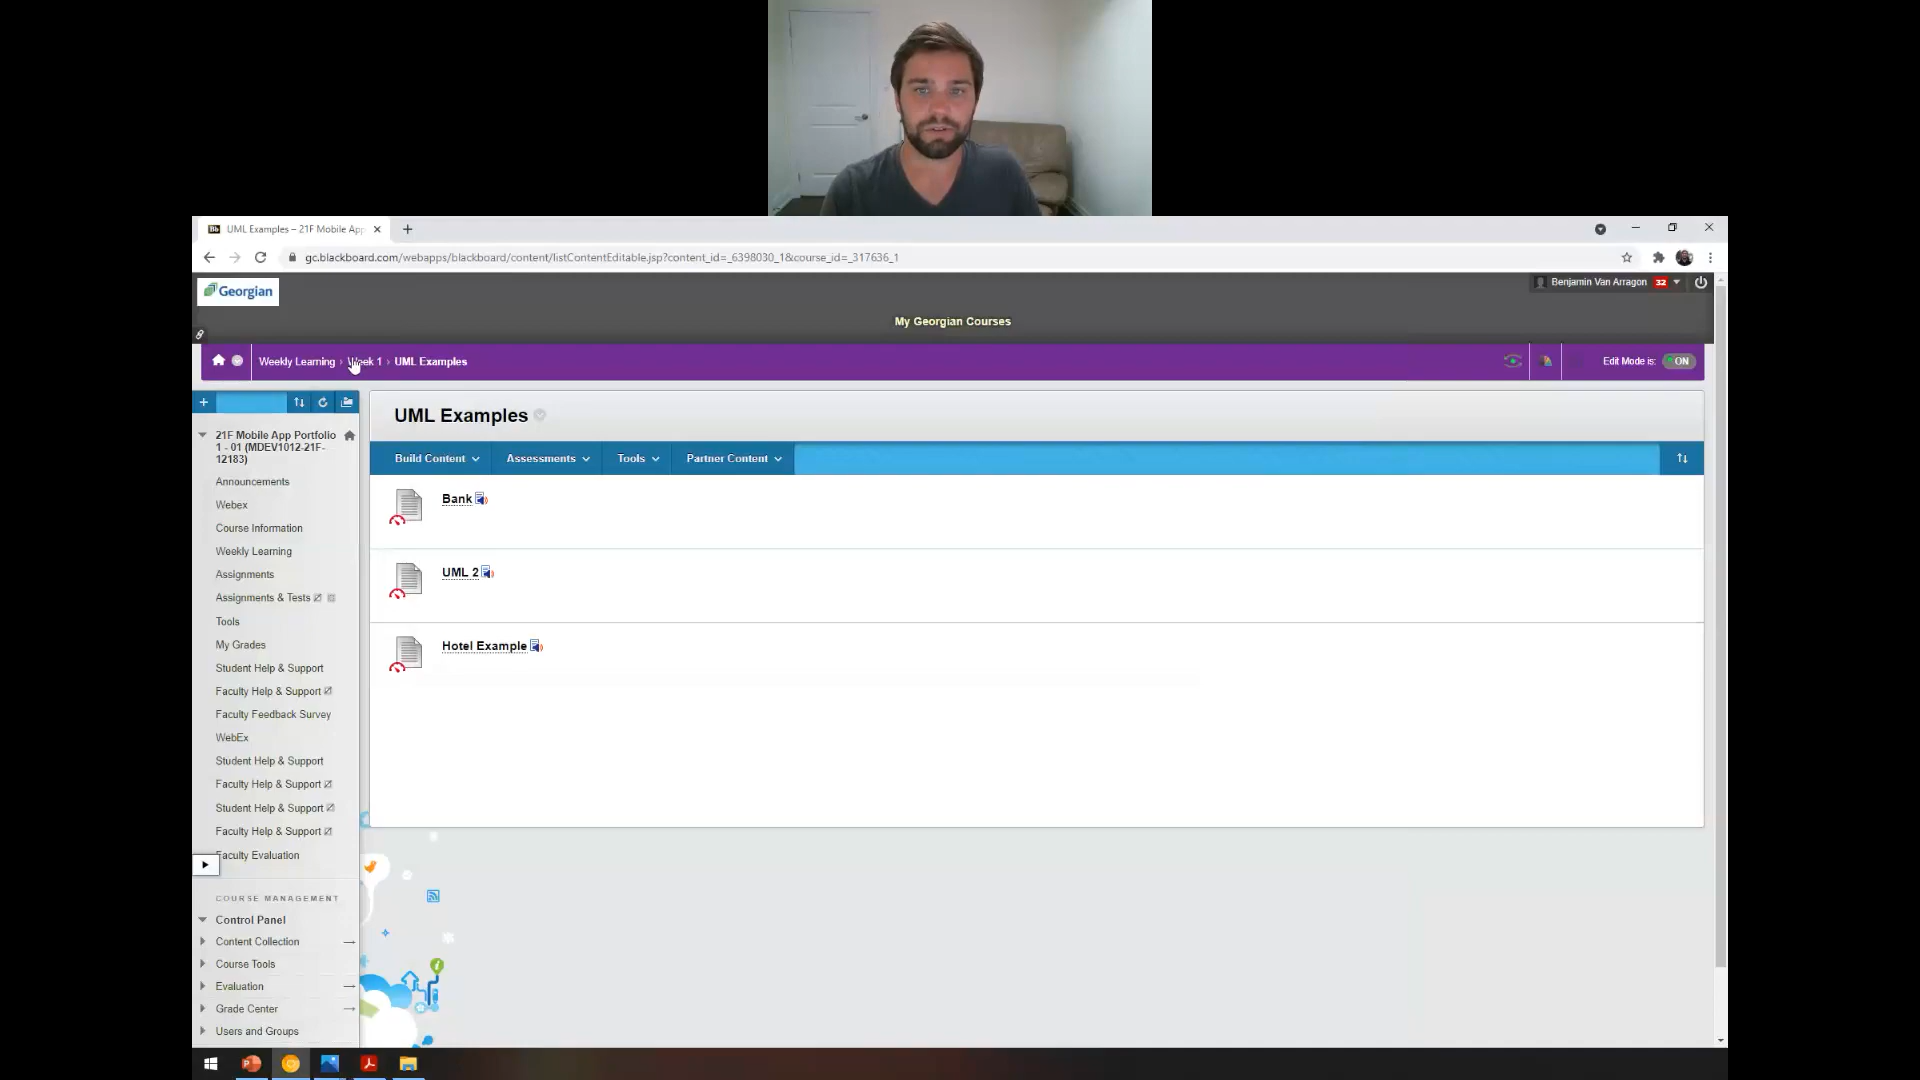 UML Examples – 21F Mobile App
gc.blackboard.com/webapps/blackboard/content/listContentEditable.jsp?content_id=_6398030_1&course_id=_317636_1
Georgian
Benjamin Van Arragon 32
My Georgian Courses
Weekly Learning › Week 1 › UML Examples
Edit Mode is: ON
21F Mobile App Portfolio
1 - 01 (MDEV1012-21F-
12183)
Announcements
Webex
Course Information
Weekly Learning
Assignments
Assignments & Tests
Tools
My Grades
Student Help & Support
Faculty Help & Support
Faculty Feedback Survey
WebEx
Student Help & Support
Faculty Help & Support
Student Help & Support
Faculty Help & Support
Faculty Evaluation
COURSE MANAGEMENT
Control Panel
Content Collection
Course Tools
Evaluation
Grade Center
Users and Groups
UML Examples
Build Content Assessments Tools Partner Content
Bank
UML 2
Hotel Example